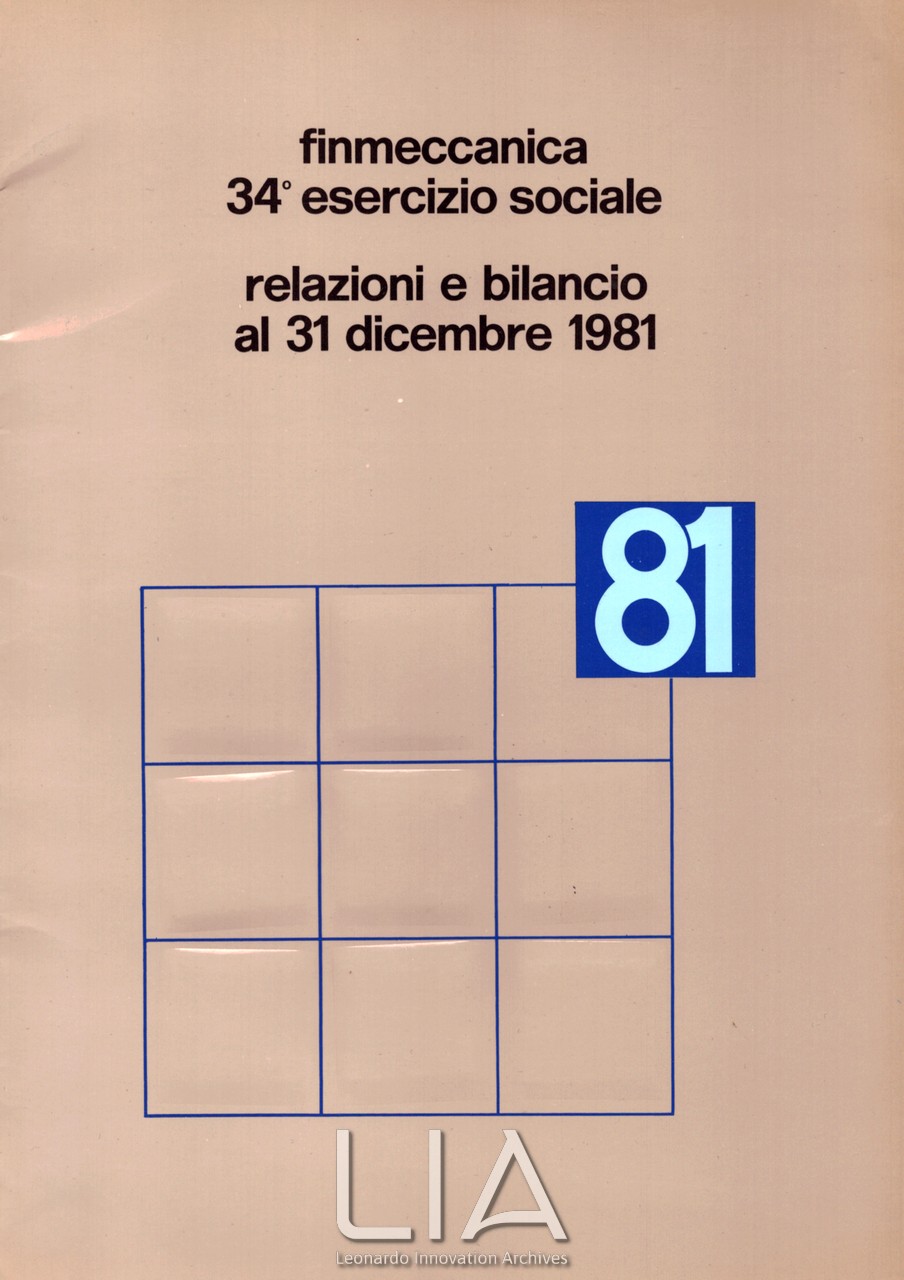 finmeccanica
34° esercizio sociale
relazioni e bilancio
al 31 dicembre 1981
81
LIA
Leonardo Innovation Archives